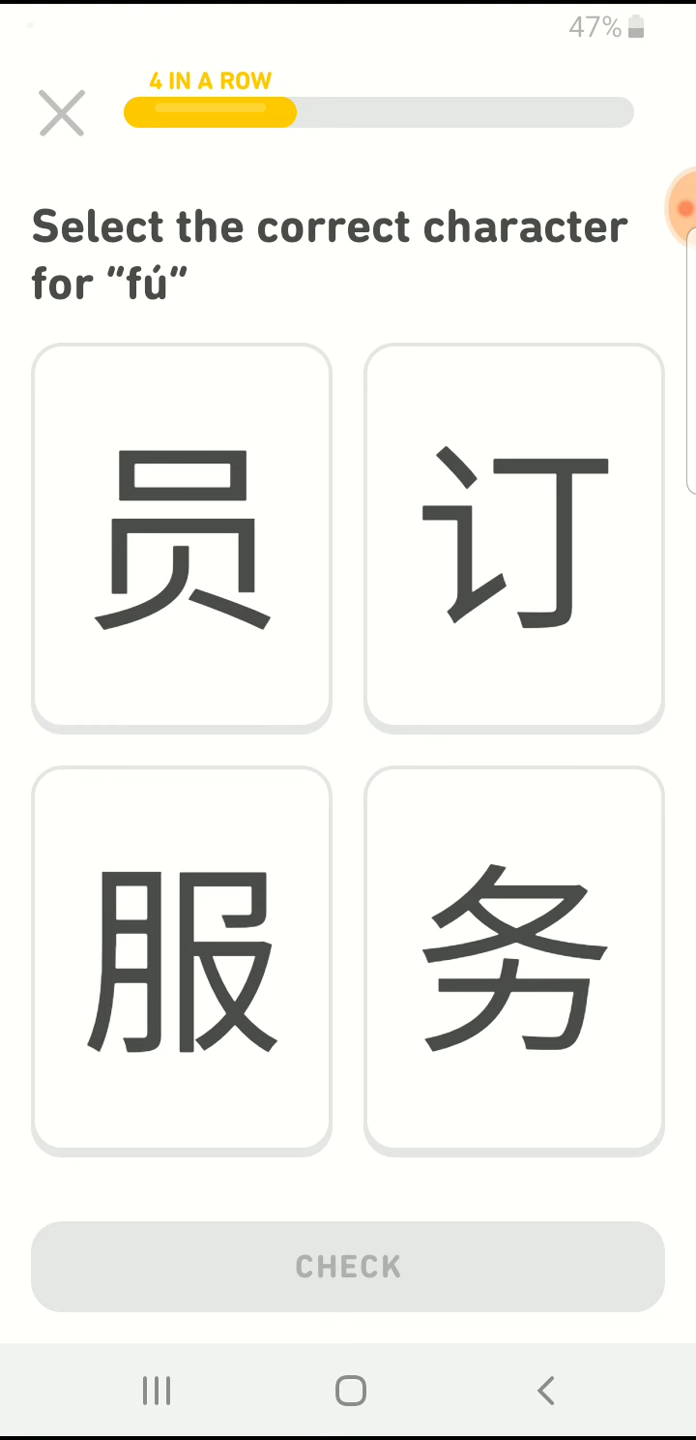 47%
4 IN A ROW
Select the correct character
for "fú"
员 订
服 务
CHECK